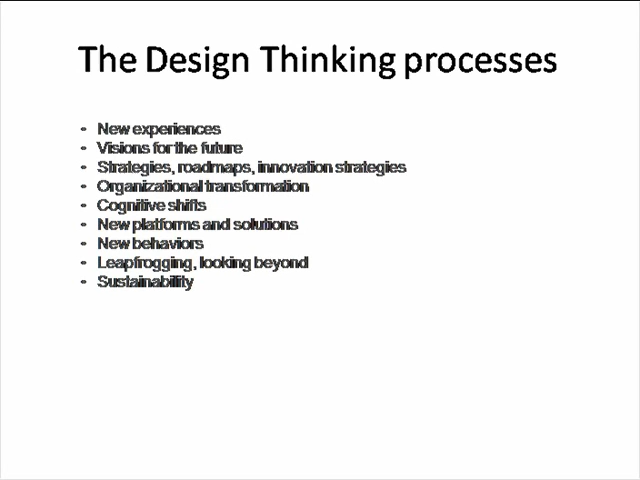 The Design Thinking processes
• New experiences
• Visions for the future
• Strategies, roadmaps, innovation strategies
• Organizational transformation
• Cognitive shifts
• New platforms and solutions
• New behaviors
• Leapfrogging, looking beyond
• Sustainability